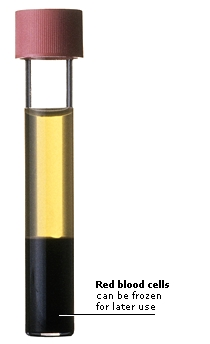 Red blood cells
can be frozen
for later use